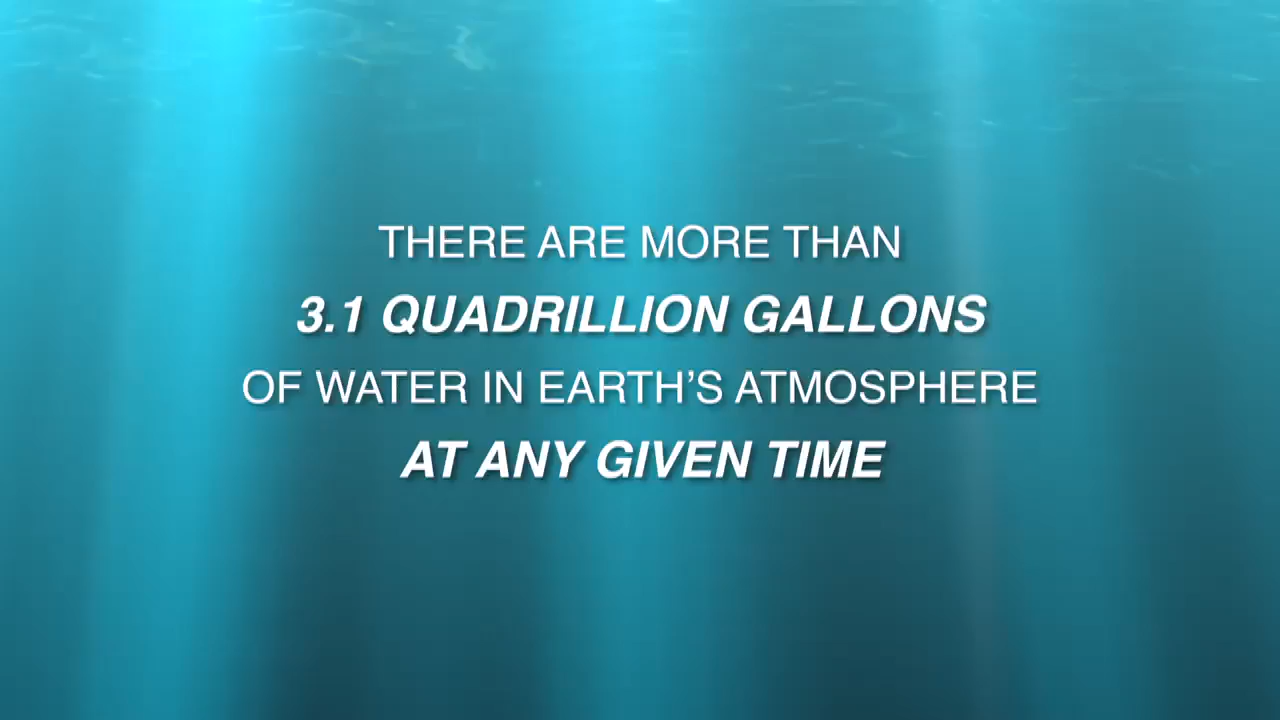 THERE ARE MORE THAN
3.1 QUADRILLION GALLONS
OF WATER IN EARTH’S ATMOSPHERE
AT ANY GIVEN TIME